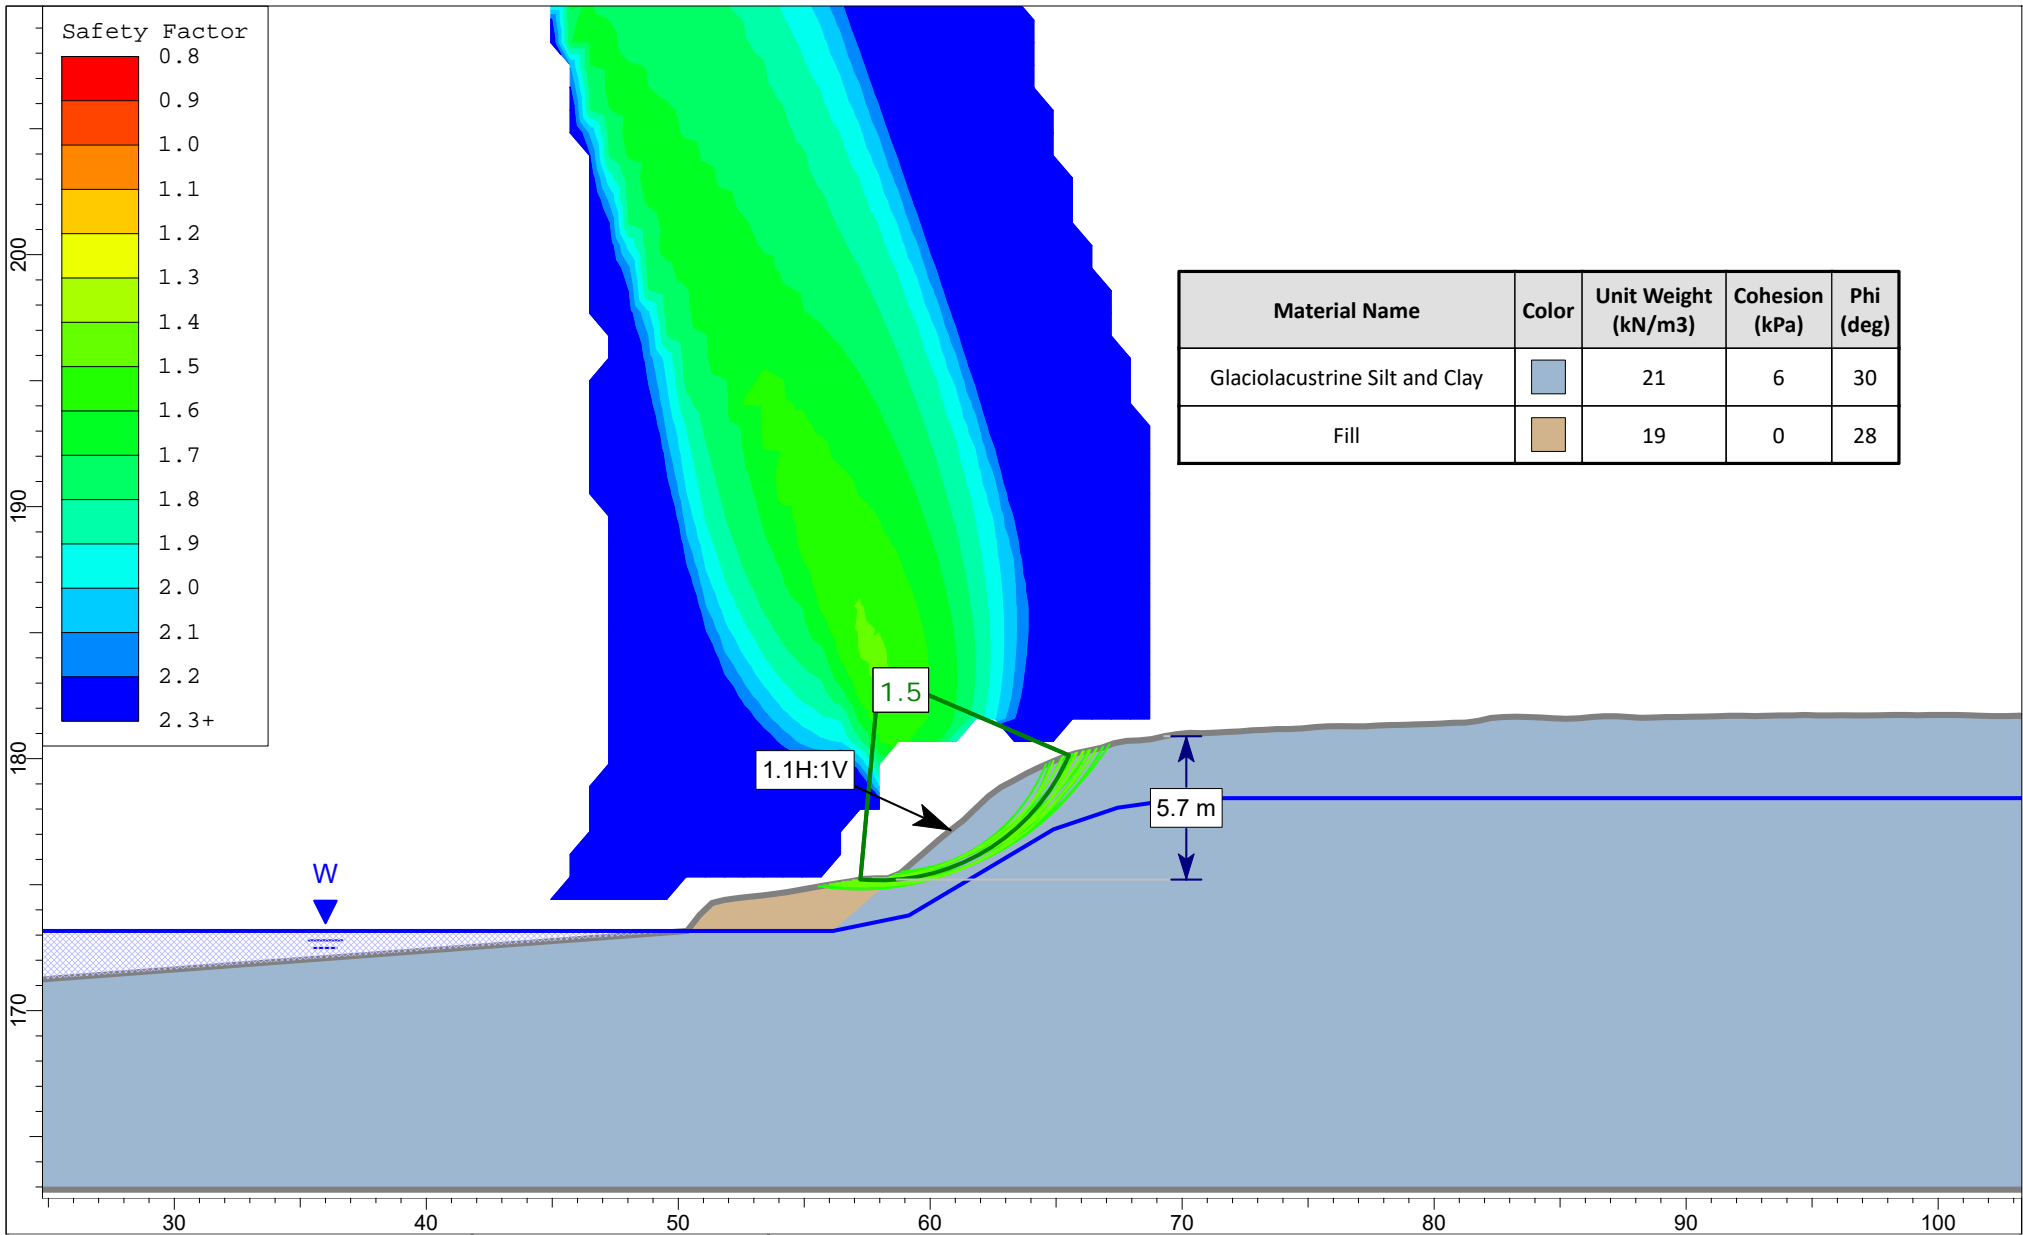 Safety Factor
0.8
0.9
1.0
1.1
1.2
1.3
1.4
1.5
1.6
1.7
1.8
1.9
2.0
2.1
2.2
2.3+
200
190
180
170
Material Name Color Unit Weight (kN/m3) Cohesion (kPa) Phi (deg)
Glaciolacustrine Silt and Clay 21 6 30
Fill 19 0 28
1.5
1.1H:1V
5.7 m
W
30 40 50 60 70 80 90 100